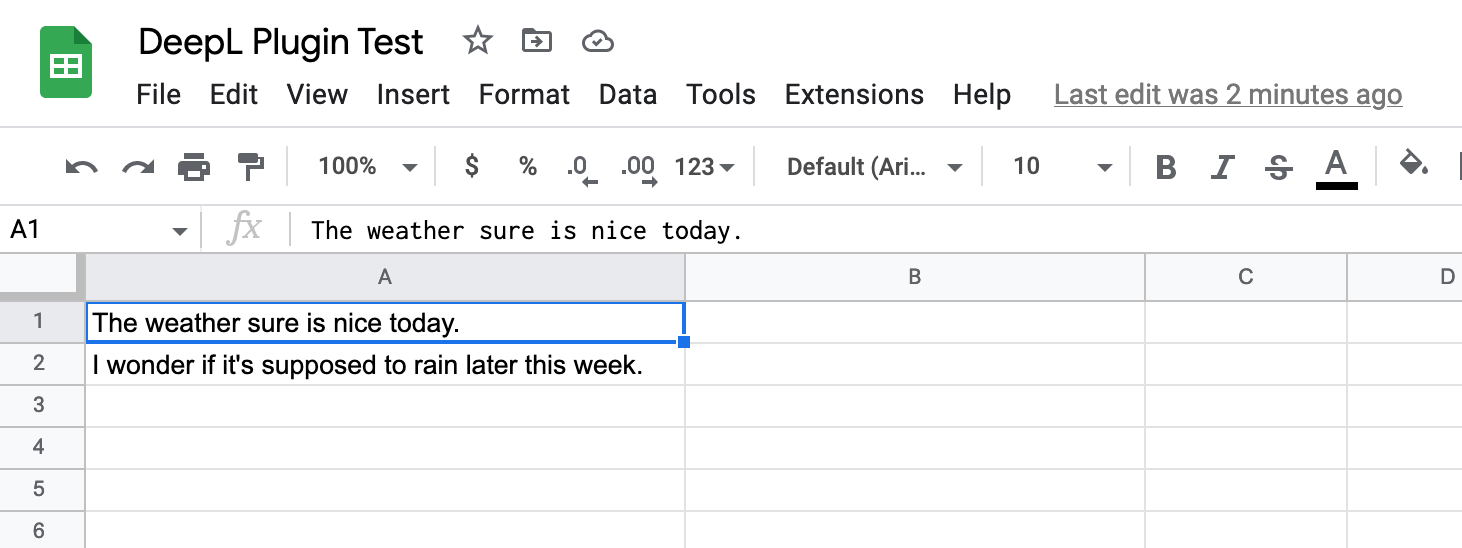 DeepL Plugin Test
File Edit View Insert Format Data Tools Extensions Help Last edit was 2 minutes ago
100% $ % .0 .00 123 Default (Ari... 10 B I S A
A1 fx The weather sure is nice today.
A B C D
1 The weather sure is nice today.
2 I wonder if it's supposed to rain later this week.
3
4
5
6